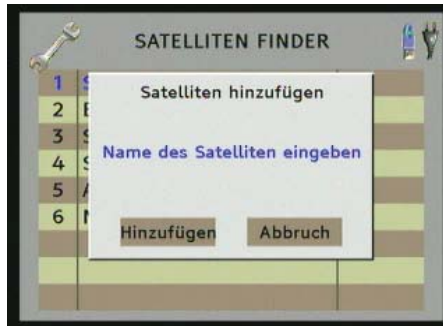 SATELLITEN FINDER
Satelliten hinzufügen
Name des Satelliten eingeben
Hinzufügen
Abbruch
1
2
3
4
5
6